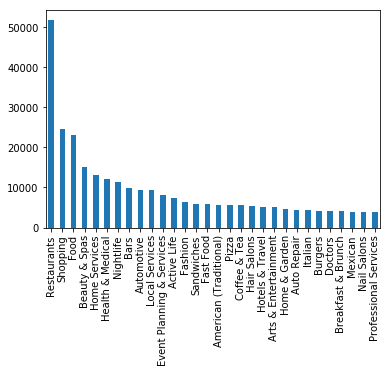 50000
40000
30000
20000
10000
0
Restaurants
Shopping
Food
Beauty & Spas
Home Services
Health & Medical
Nightlife
Bars
Automotive
Local Services
Event Planning & Services
Active Life
Fashion
Sandwiches
Fast Food
American (Traditional)
Pizza
Coffee & Tea
Hair Salons
Hotels & Travel
Arts & Entertainment
Home & Garden
Auto Repair
Italian
Burgers
Doctors
Breakfast & Brunch
Mexican
Nail Salons
Professional Services